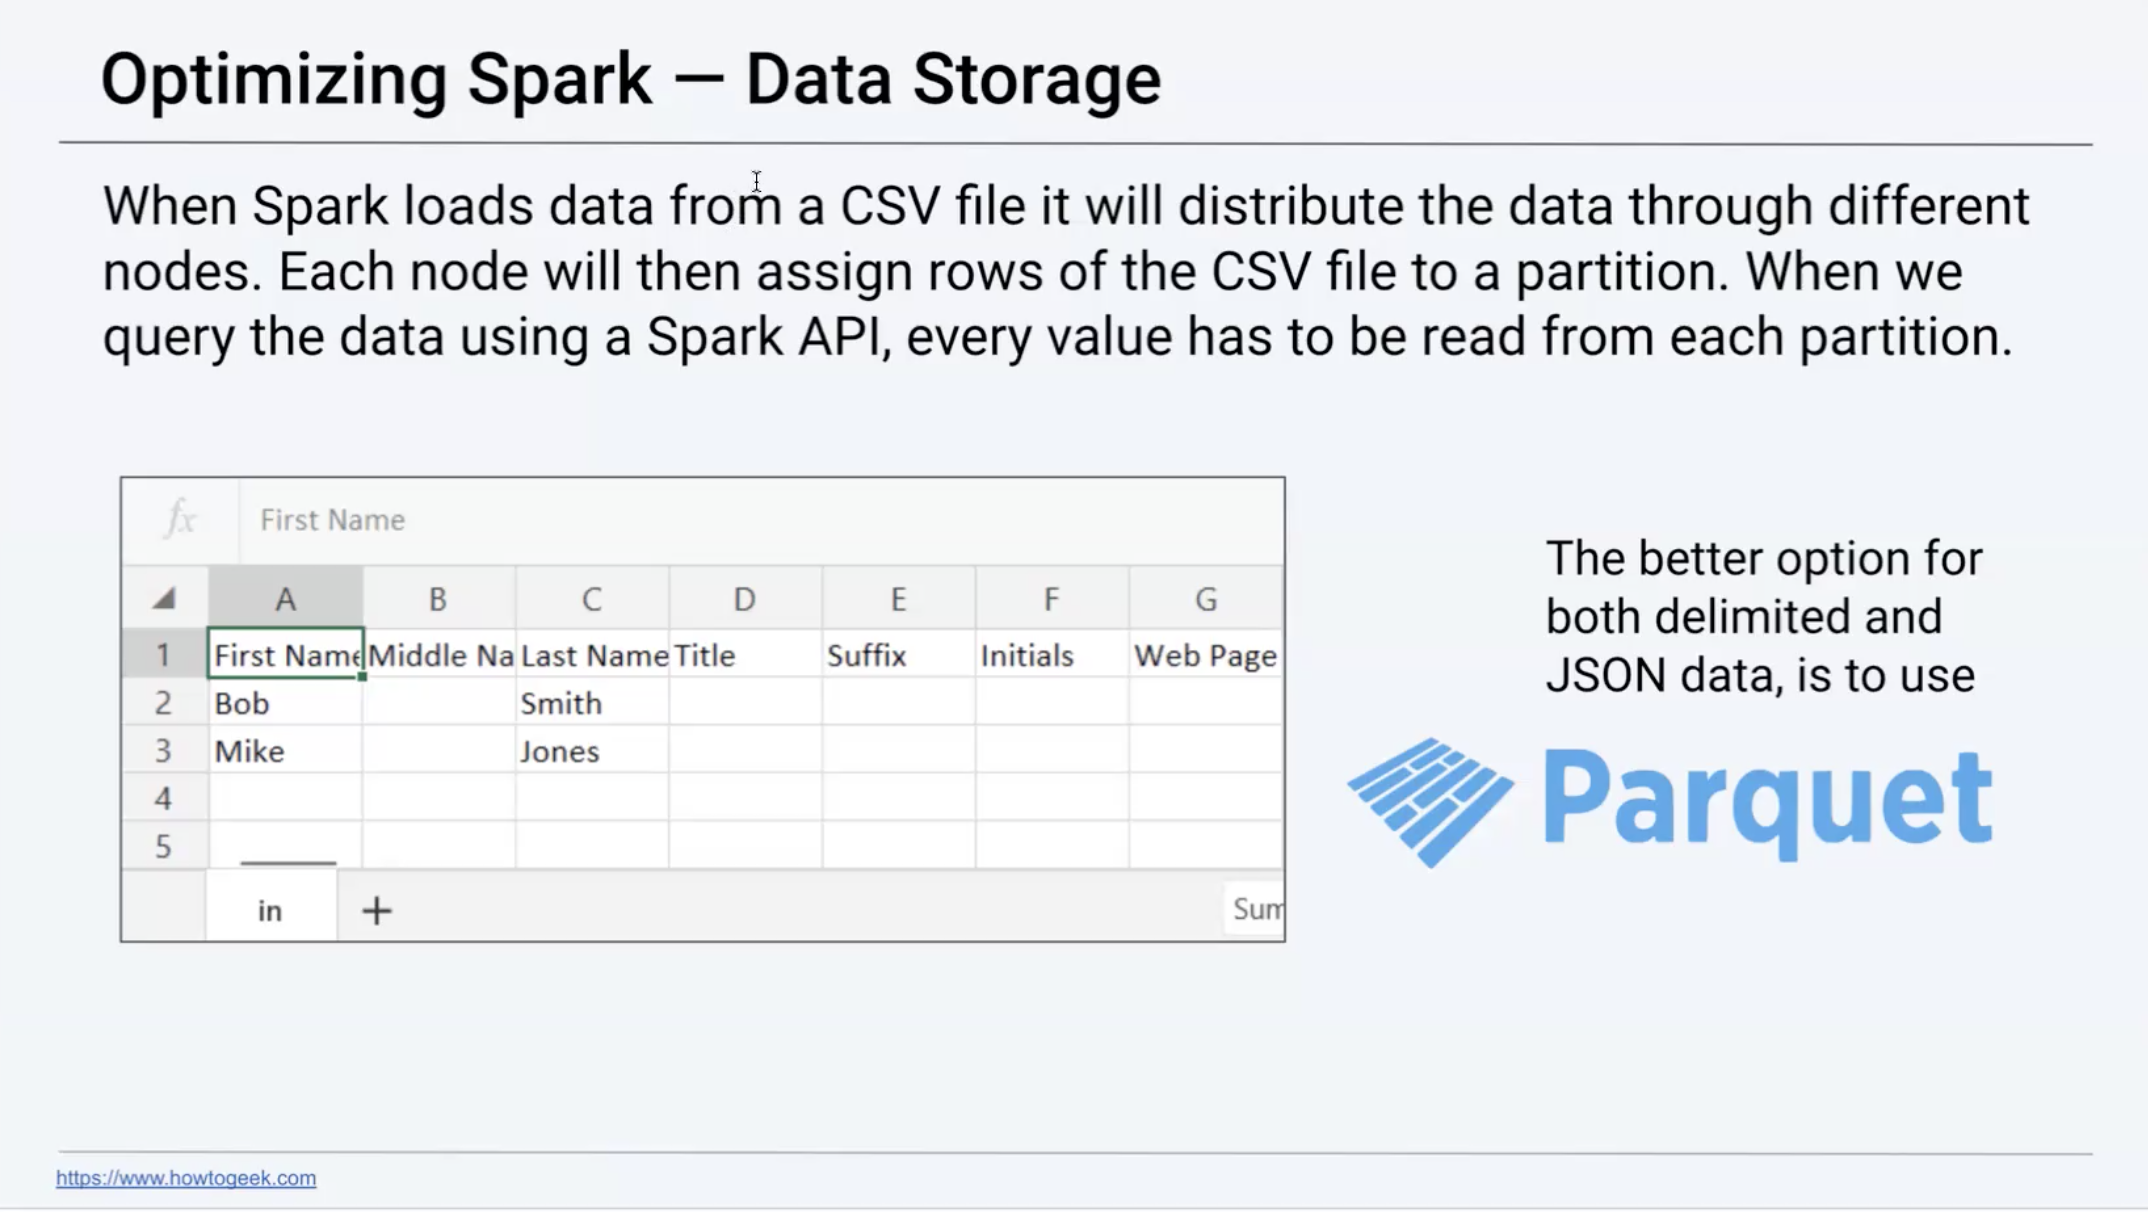 Optimizing Spark — Data Storage
When Spark loads data from a CSV file it will distribute the data through different
nodes. Each node will then assign rows of the CSV file to a partition. When we
query the data using a Spark API, every value has to be read from each partition.
fx First Name
A B C D E F G
1 First Name Middle Na Last Name Title Suffix Initials Web Page
2 Bob Smith
3 Mike Jones
4
5
in + Sum
The better option for
both delimited and
JSON data, is to use
Parquet
https://www.howtogeek.com